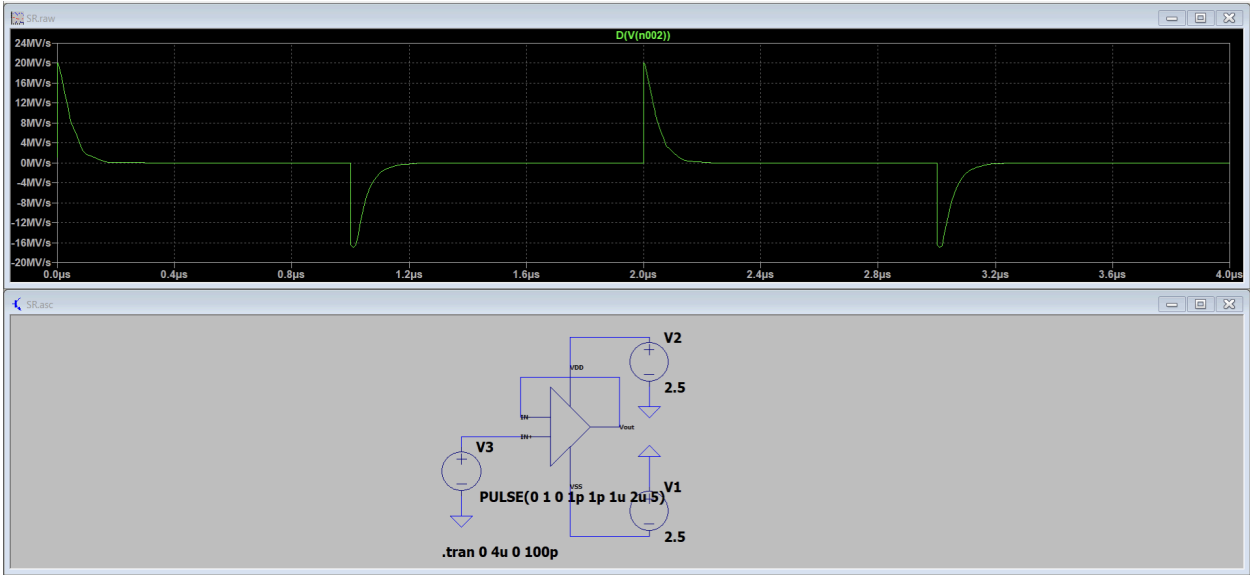 SR.raw
D(V(n002))
24MV/s
20MV/s
16MV/s
12MV/s
8MV/s
4MV/s
0MV/s
-4MV/s
-8MV/s
-12MV/s
-16MV/s
-20MV/s
0.0µs 0.4µs 0.8µs 1.2µs 1.6µs 2.0µs 2.4µs 2.8µs 3.2µs 3.6µs 4.0µs
SR.asc
V2
VDD
2.5
IN-
Vout
IN+
V3
VSS
V1
PULSE(0 1 0 1p 1p 1u 2u 5)
2.5
.tran 0 4u 0 100p